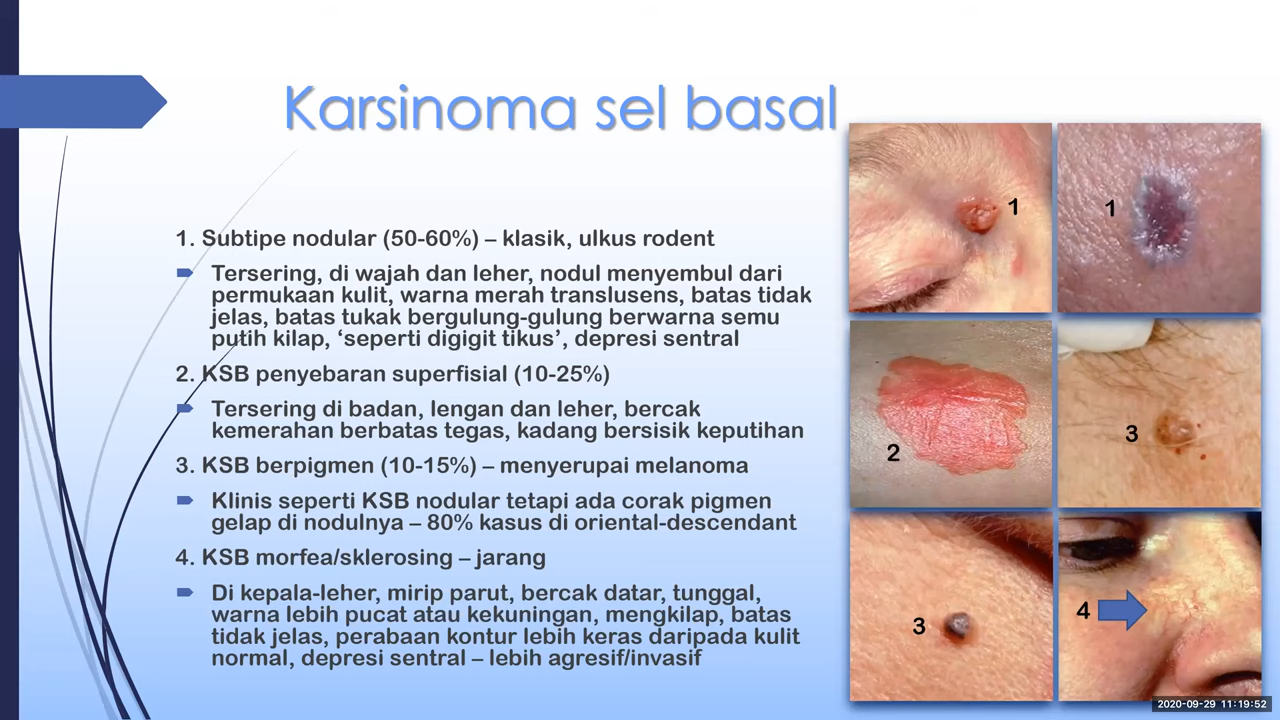 Karsinoma sel basal
1. Subtipe nodular (50-60%) – klasik, ulkus rodent
Tersering, di wajah dan leher, nodul menyembul dari
permukaan kulit, warna merah translusens, batas tidak
jelas, batas tukak bergulung-gulung berwarna semu
putih kilap, ‘seperti digigit tikus’, depresi sentral
2. KSB penyebaran superfisial (10-25%)
Tersering di badan, lengan dan leher, bercak
kemerahan berbatas tegas, kadang bersisik keputihan
3. KSB berpigmen (10-15%) – menyerupai melanoma
Klinis seperti KSB nodular tetapi ada corak pigmen
gelap di nodulnya – 80% kasus di oriental-descendant
4. KSB morfea/sklerosing – jarang
Di kepala-leher, mirip parut, bercak datar, tunggal,
warna lebih pucat atau kekuningan, mengkilap, batas
tidak jelas, perabaan kontur lebih keras daripada kulit
normal, depresi sentral – lebih agresif/invasif
1
1
2
3
3
4
2020-09-29 11:19:52